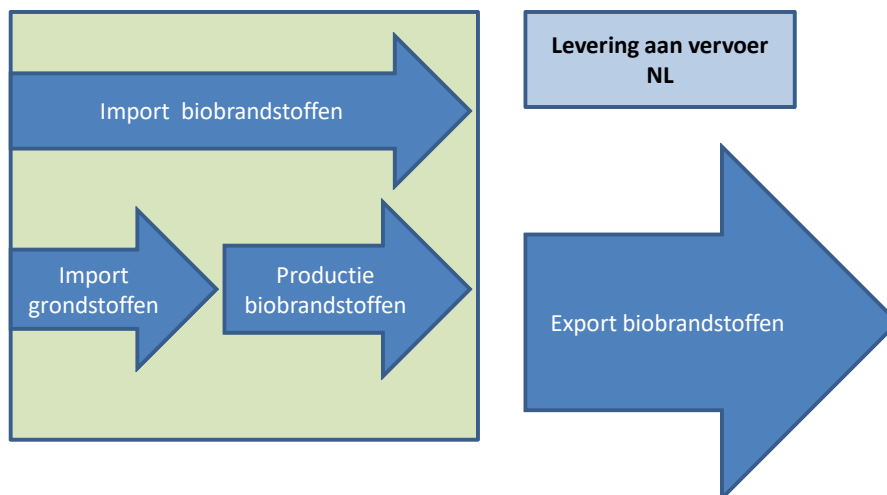 Levering aan vervoer
NL
Import biobrandstoffen
Import
grondstoffen
Productie
biobrandstoffen
Export biobrandstoffen